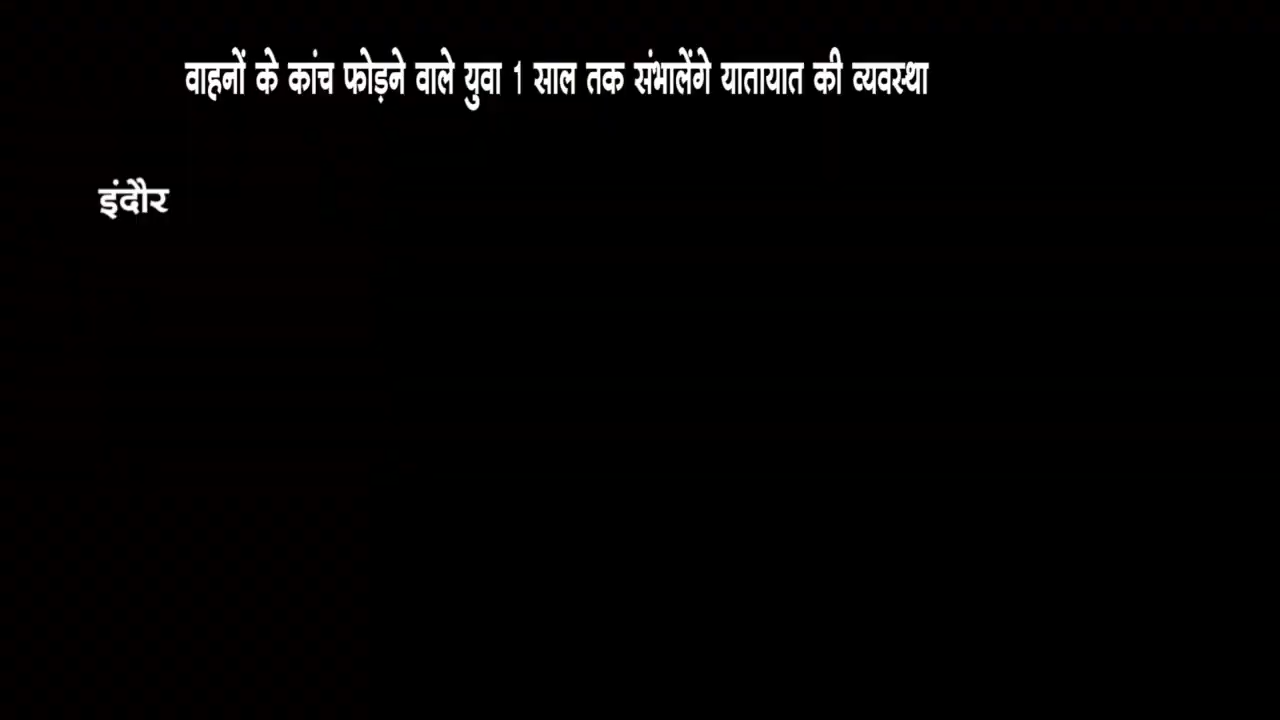 वाहनों के कांच फोड़ने वाले युवा 1 साल तक संभालेंगे यातायात की व्यवस्था
इंदौर